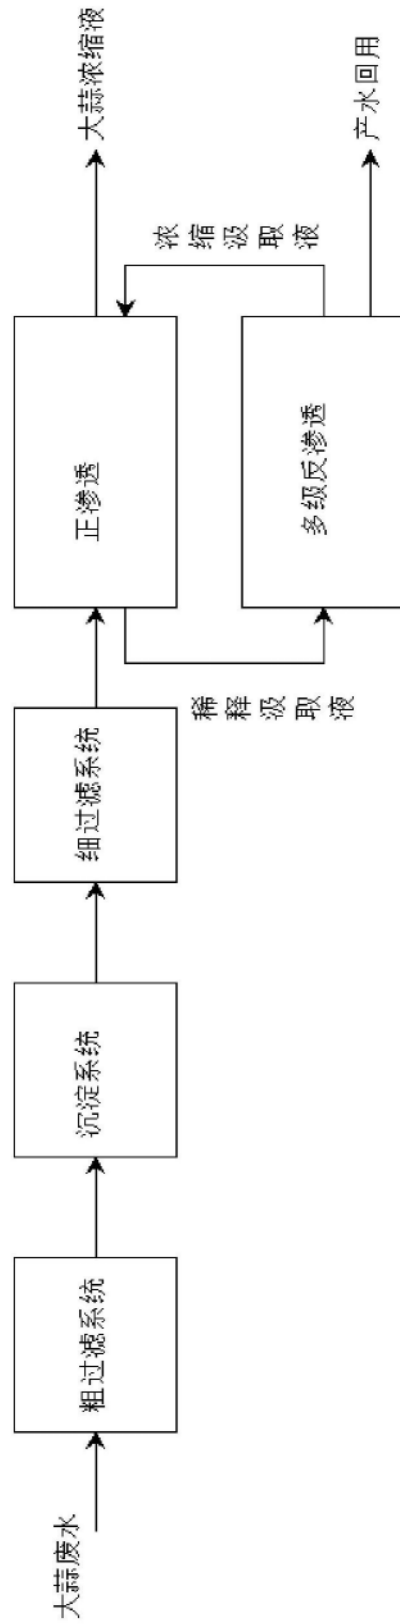 大蒜废水
粗过滤系统
沉淀系统
细过滤系统
正渗透
大蒜浓缩液
稀释汲取液
浓缩汲取液
多级反渗透
产水回用